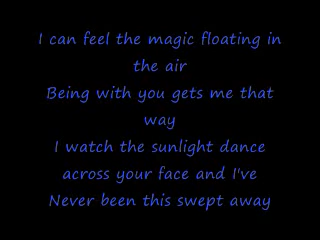 I can feel the magic floating in
the air
Being with you gets me that
way
I watch the sunlight dance
across your face and I've
Never been this swept away